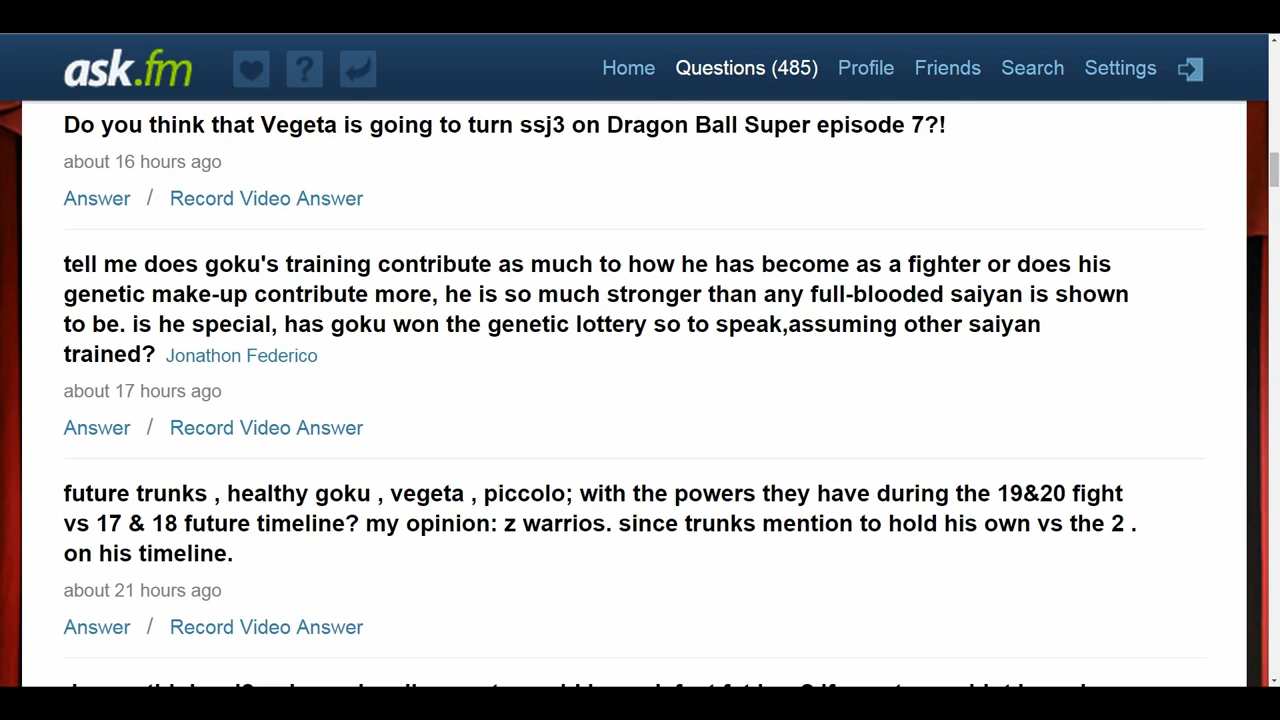 ask.fm Home Questions (485) Profile Friends Search Settings
Do you think that Vegeta is going to turn ssj3 on Dragon Ball Super episode 7?!
about 16 hours ago
Answer / Record Video Answer
tell me does goku's training contribute as much to how he has become as a fighter or does his
genetic make-up contribute more, he is so much stronger than any full-blooded saiyan is shown
to be. is he special, has goku won the genetic lottery so to speak,assuming other saiyan
trained? Jonathon Federico
about 17 hours ago
Answer / Record Video Answer
future trunks , healthy goku , vegeta , piccolo; with the powers they have during the 19&20 fight
vs 17 & 18 future timeline? my opinion: z warrios. since trunks mention to hold his own vs the 2 .
on his timeline.
about 21 hours ago
Answer / Record Video Answer